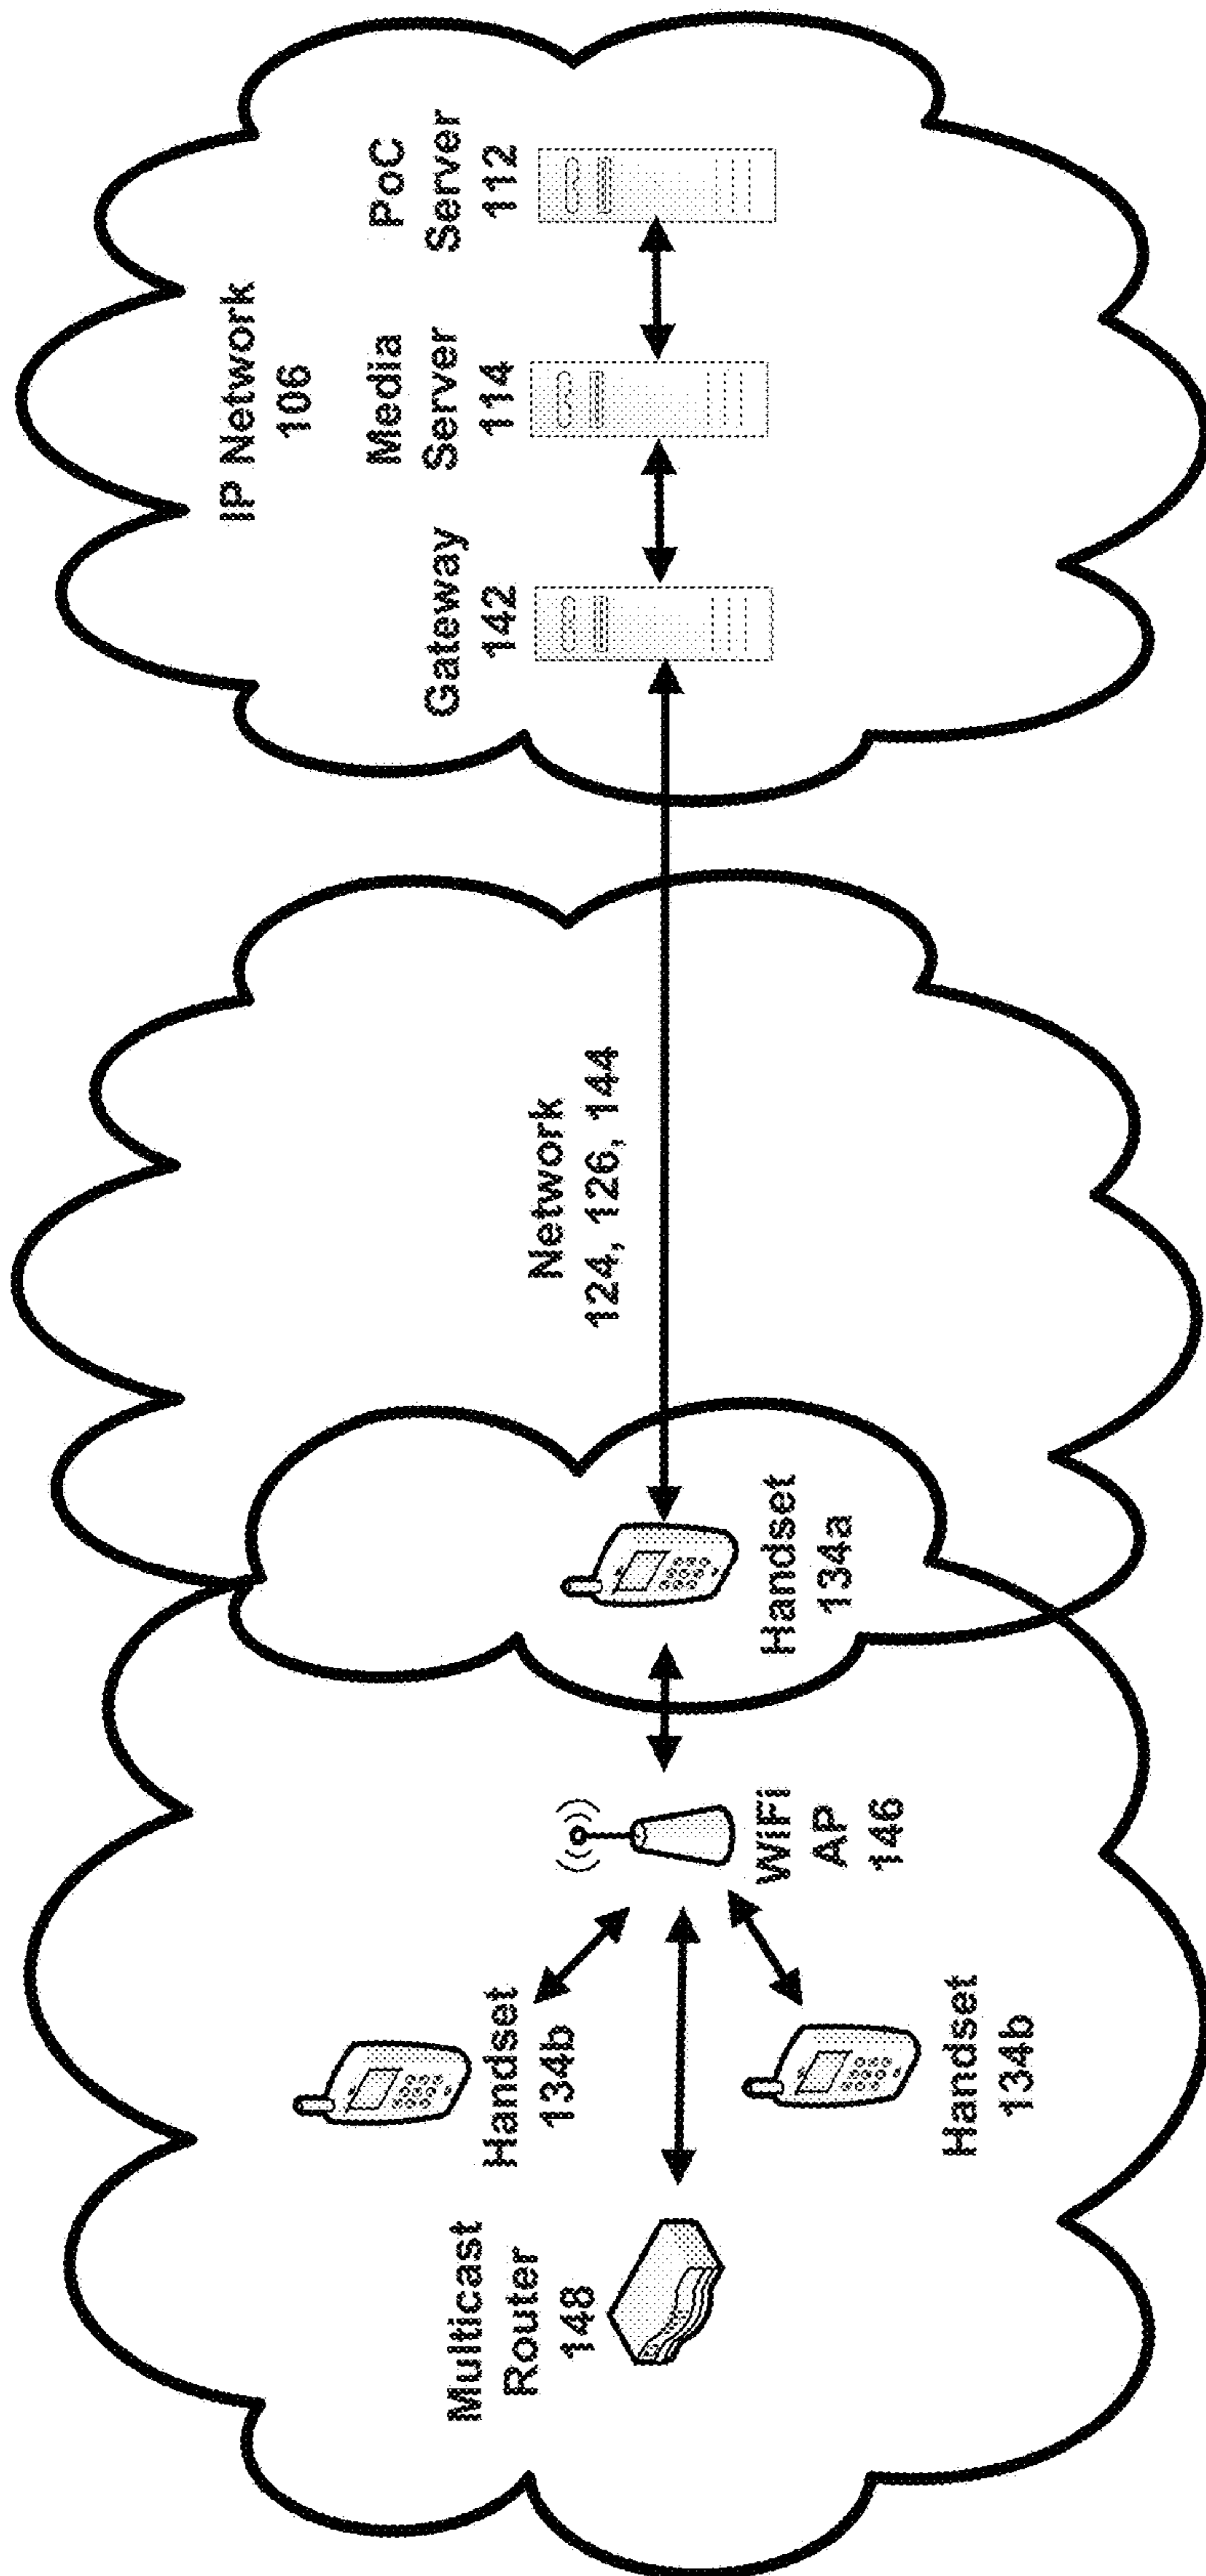 Multicast
Router
148
Handset
134b
Handset
134b
WiFi
AP
146
Handset
134a
Network
124, 126, 144
IP Network
106
Gateway
142
Media
Server
114
PoC
Server
112